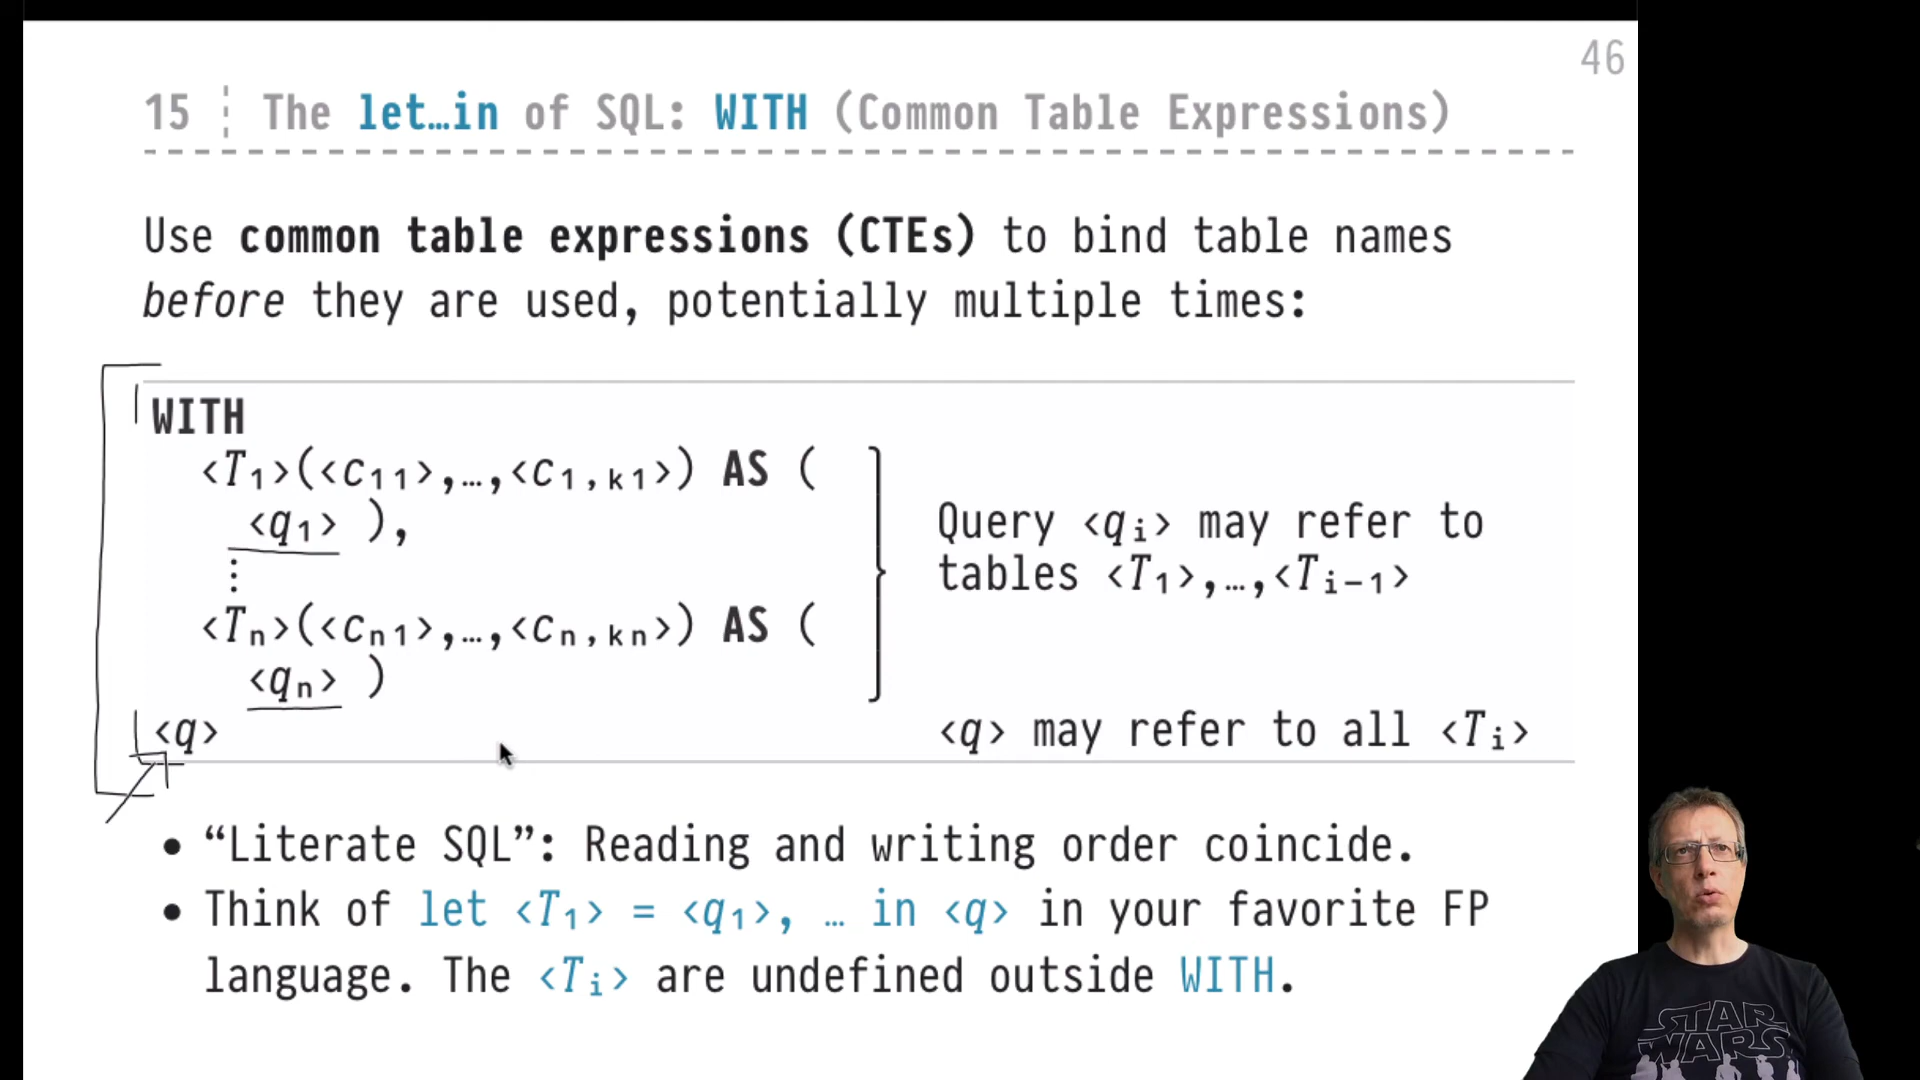 46
15 ┆ The let…in of SQL: WITH (Common Table Expressions)
Use common table expressions (CTEs) to bind table names
before they are used, potentially multiple times:
WITH
<T₁>(<c₁₁>,…,<c₁,ₖ₁>) AS (
<q₁> ),
⋮
<Tₙ>(<cₙ₁>,…,<cₙ,ₖₙ>) AS (
<qₙ> )
<q>
Query <qᵢ> may refer to
tables <T₁>,…,<Tᵢ₋₁>
<q> may refer to all <Tᵢ>
• “Literate SQL”: Reading and writing order coincide.
• Think of let <T₁> = <q₁>, … in <q> in your favorite FP
language. The <Tᵢ> are undefined outside WITH.
STAR
WARS